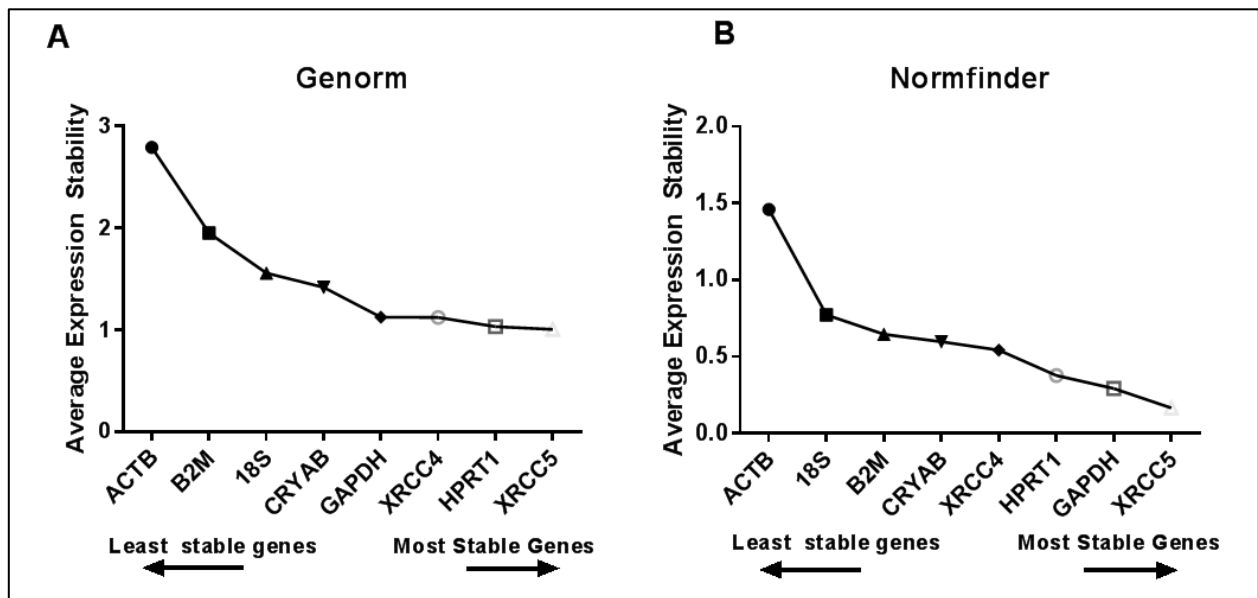 A
Genorm
Average Expression Stability
3
2
1
0
ACTB
B2M
18S
CRYAB
GAPDH
XRCC4
HPRT1
XRCC5
Least stable genes
Most Stable Genes
B
Normfinder
Average Expression Stability
2.0
1.5
1.0
0.5
0.0
ACTB
18S
B2M
CRYAB
XRCC4
HPRT1
GAPDH
XRCC5
Least stable genes
Most Stable Genes